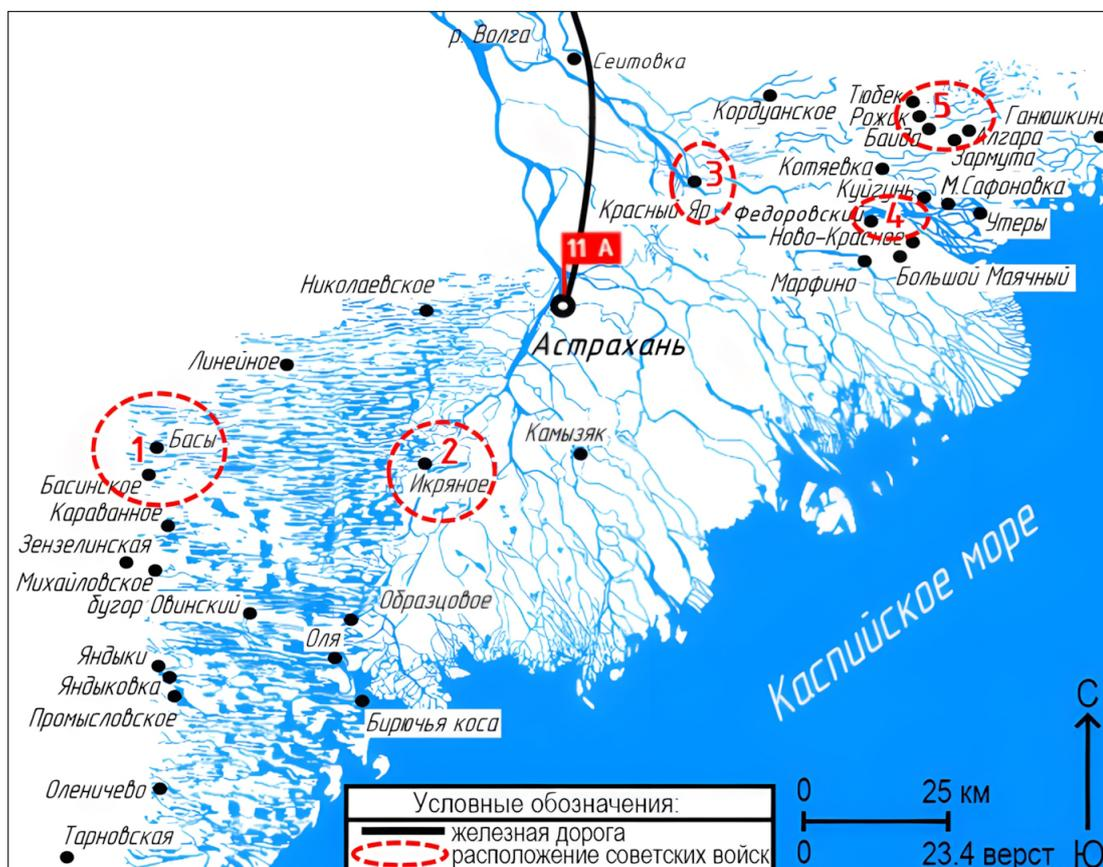 р. Волга
Сеитовка
Кордуанское
Тюбек
5
Рожок
Ганюшкино
Байда
Алгара
Зармута
3
Котяевка
Куйгунь
М.Сафоновка
Красный Яр
Федоровский
4
Утеры
Ново-Красное
11 А
Марфино
Большой Маячный
Николаевское
Астрахань
Линейное
1
Басы
2
Камызяк
Басинское
Икряное
Караванное
Зензелинская
Михайловское
бугор Овинский
Образцовое
Оля
Каспийское море
Яндыки
Яндыковка
Промысловское
Бирючья коса
С
Оленичево
Условные обозначения:
0
25 км
железная дорога
Тарновская
расположение советских войск
0
23.4 верст
Ю